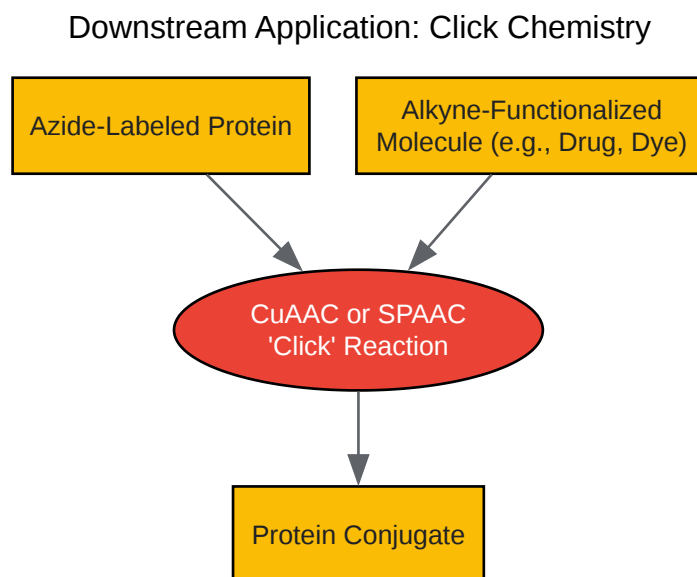 Downstream Application: Click Chemistry
Azide-Labeled Protein
Alkyne-Functionalized
Molecule (e.g., Drug, Dye)
CuAAC or SPAAC
'Click' Reaction
Protein Conjugate